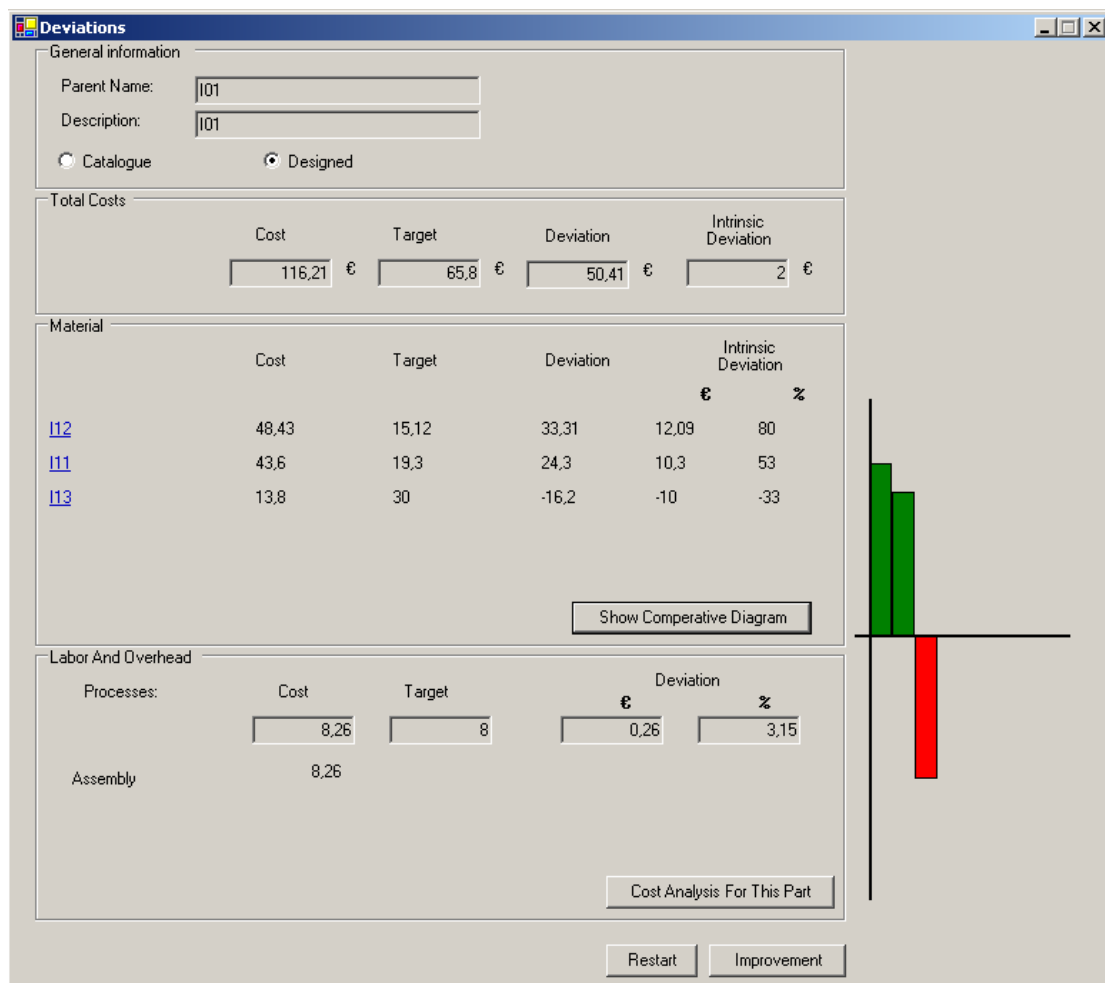 Deviations
General information
Parent Name: I01
Description: I01
Catalogue Designed
Total Costs
Cost Target Deviation Intrinsic Deviation
116,21 € 65,8 € 50,41 € 2 €
Material
Cost Target Deviation Intrinsic Deviation
€ %
I12 48,43 15,12 33,31 12,09 80
I11 43,6 19,3 24,3 10,3 53
I13 13,8 30 -16,2 -10 -33
Show Comperative Diagram
Labor And Overhead
Processes: Cost Target Deviation
€ %
8,26 8 0,26 3,15
Assembly 8,26
Cost Analysis For This Part
Restart Improvement